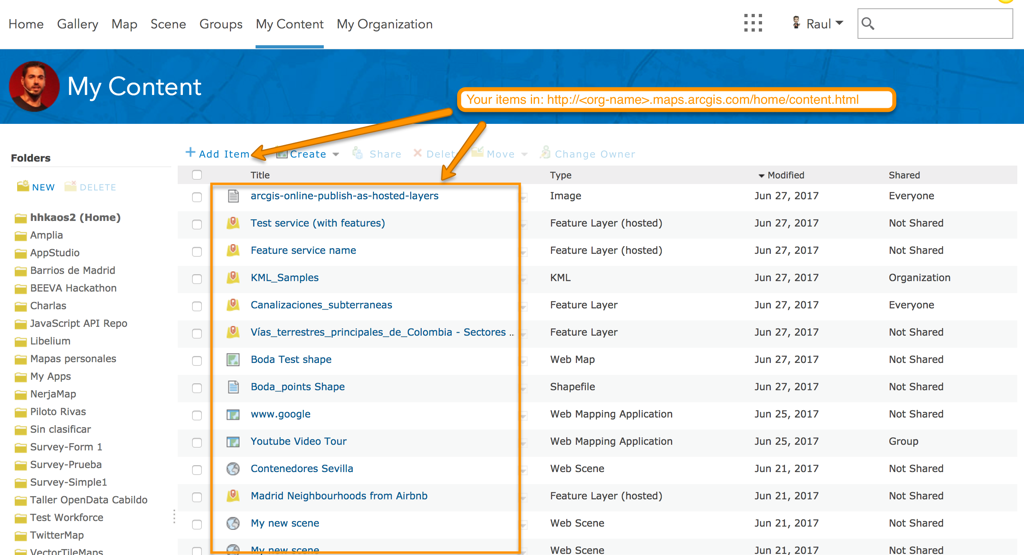 Home Gallery Map Scene Groups My Content My Organization Raul
My Content
Your items in: http://<org-name>.maps.arcgis.com/home/content.html
Folders
+ Add Item Create Share Delete Move Change Owner
NEW DELETE
Title Type Modified Shared
hhkaos2 (Home)
Amplia
AppStudio
Barrios de Madrid
BEEVA Hackathon
Charlas
JavaScript API Repo
Libelium
Mapas personales
My Apps
NerjaMap
Piloto Rivas
Sin clasificar
Survey-Form 1
Survey-Prueba
Survey-Simple1
Taller OpenData Cabildo
Test Workforce
TwitterMap
VectorTileMaps
arcgis-online-publish-as-hosted-layers Image Jun 27, 2017 Everyone
Test service (with features) Feature Layer (hosted) Jun 27, 2017 Not Shared
Feature service name Feature Layer (hosted) Jun 27, 2017 Not Shared
KML_Samples KML Jun 27, 2017 Organization
Canalizaciones_subterraneas Feature Layer Jun 27, 2017 Everyone
Vías_terrestres_principales_de_Colombia - Sectores .. Feature Layer Jun 27, 2017 Not Shared
Boda Test shape Web Map Jun 27, 2017 Not Shared
Boda_points Shape Shapefile Jun 27, 2017 Not Shared
www.google Web Mapping Application Jun 25, 2017 Not Shared
Youtube Video Tour Web Mapping Application Jun 25, 2017 Group
Contenedores Sevilla Web Scene Jun 21, 2017 Not Shared
Madrid Neighbourhoods from Airbnb Feature Layer (hosted) Jun 21, 2017 Not Shared
My new scene Web Scene Jun 21, 2017 Not Shared
My new scene Web Scene Jun 21, 2017 Not Shared